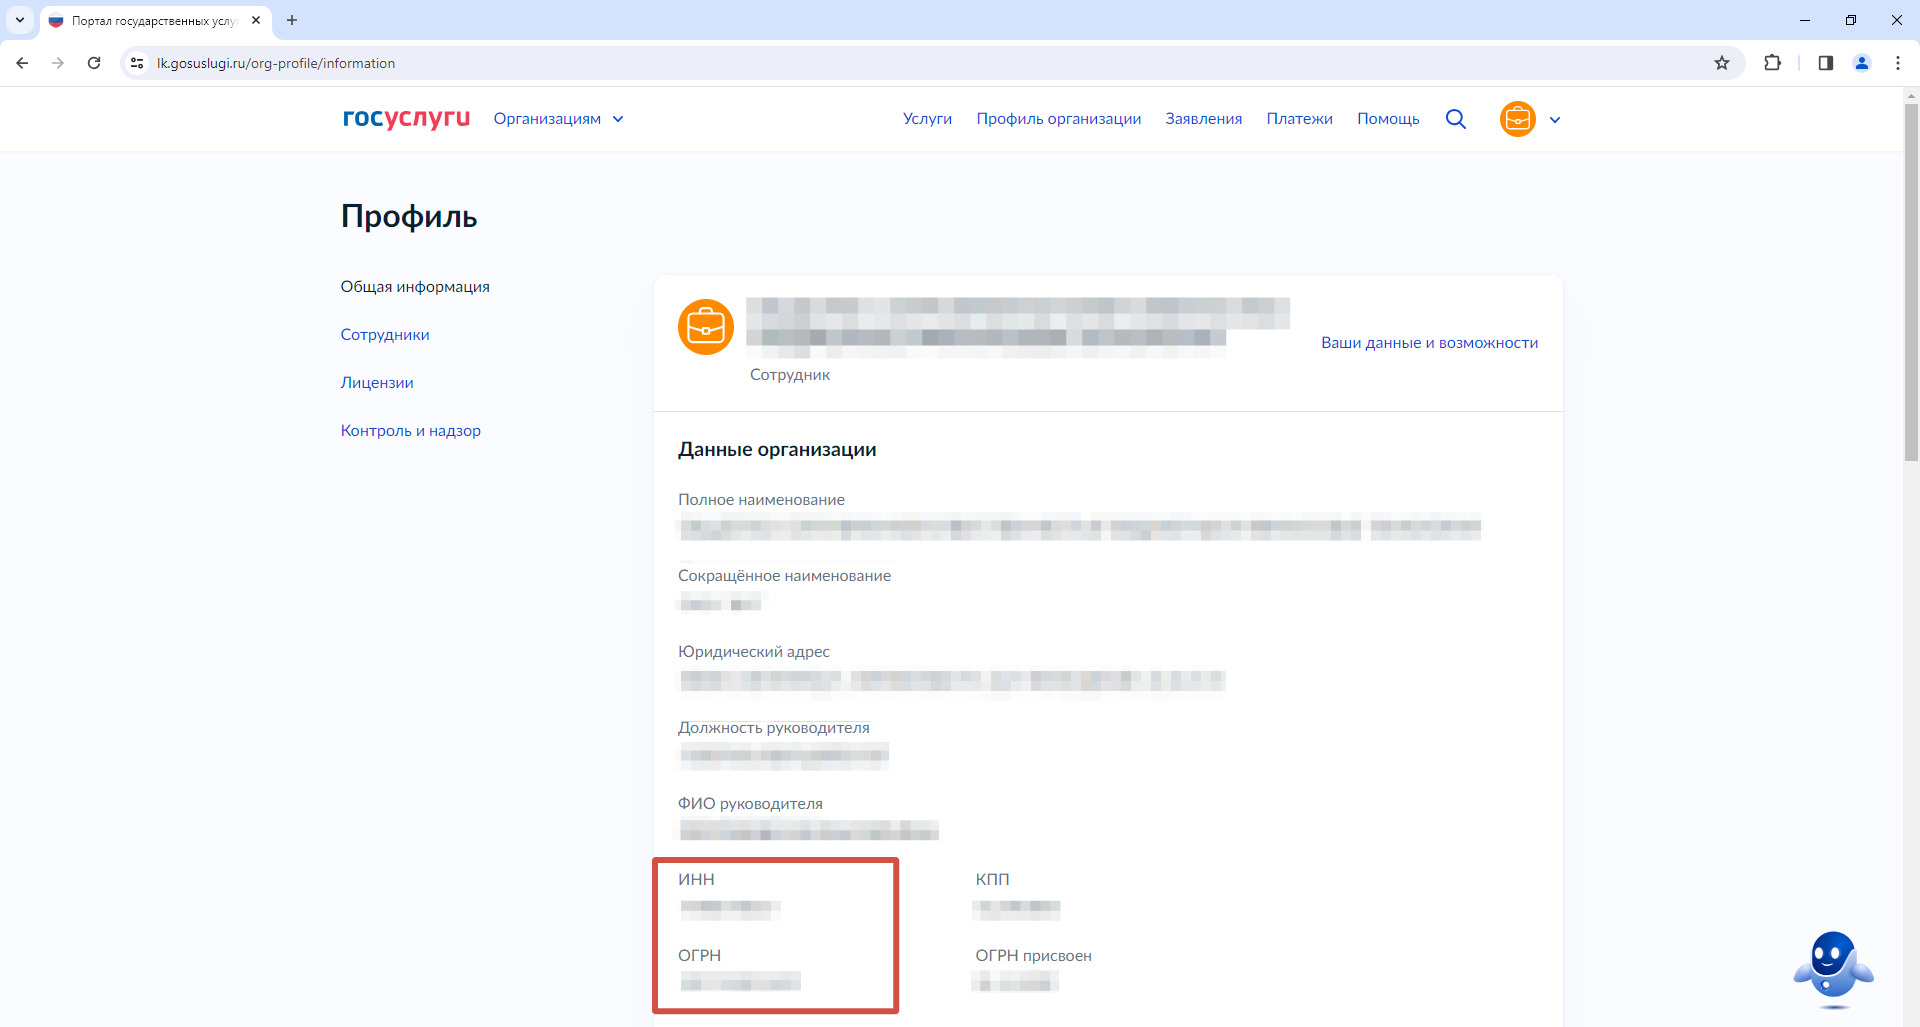 Портал государственных услу
lk.gosuslugi.ru/org-profile/information
госуслуги Организациям Услуги Профиль организации Заявления Платежи Помощь
Профиль
Общая информация
Сотрудники
Лицензии
Контроль и надзор
Ваши данные и возможности
Сотрудник
Данные организации
Полное наименование
Сокращённое наименование
Юридический адрес
Должность руководителя
ФИО руководителя
ИНН КПП
ОГРН ОГРН присвоен